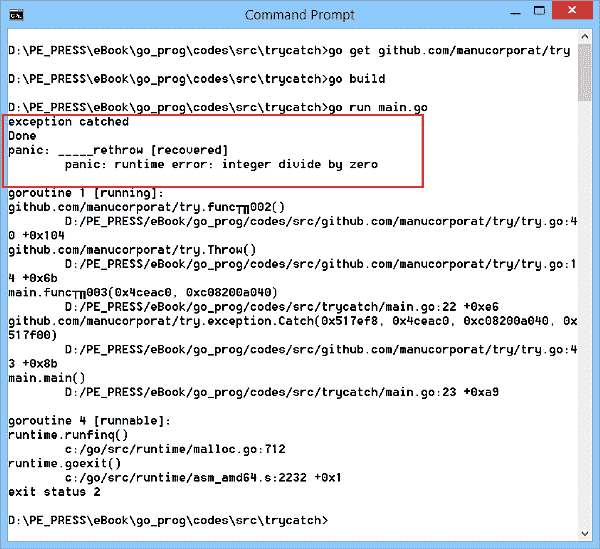 Command Prompt
D:\PE_PRESS\eBook\go_prog\codes\src\trycatch>go get github.com/manucorporat/try
D:\PE_PRESS\eBook\go_prog\codes\src\trycatch>go build
D:\PE_PRESS\eBook\go_prog\codes\src\trycatch>go run main.go
exception catched
Done
panic: _____rethrow [recovered]
panic: runtime error: integer divide by zero
goroutine 1 [running]:
github.com/manucorporat/try.func┬╖002()
D:/PE_PRESS/eBook/go_prog/codes/src/github.com/manucorporat/try/try.go:4
0 +0x104
github.com/manucorporat/try.Throw()
D:/PE_PRESS/eBook/go_prog/codes/src/github.com/manucorporat/try/try.go:1
4 +0x6b
main.func┬╖003(0x4ceac0, 0xc08200a040)
D:/PE_PRESS/eBook/go_prog/codes/src/trycatch/main.go:22 +0xe6
github.com/manucorporat/try.exception.Catch(0x517ef8, 0x4ceac0, 0xc08200a040, 0x
517f00)
D:/PE_PRESS/eBook/go_prog/codes/src/github.com/manucorporat/try/try.go:4
3 +0x8b
main.main()
D:/PE_PRESS/eBook/go_prog/codes/src/trycatch/main.go:23 +0xa9
goroutine 4 [runnable]:
runtime.runfinq()
c:/go/src/runtime/malloc.go:712
runtime.goexit()
c:/go/src/runtime/asm_amd64.s:2232 +0x1
exit status 2
D:\PE_PRESS\eBook\go_prog\codes\src\trycatch>